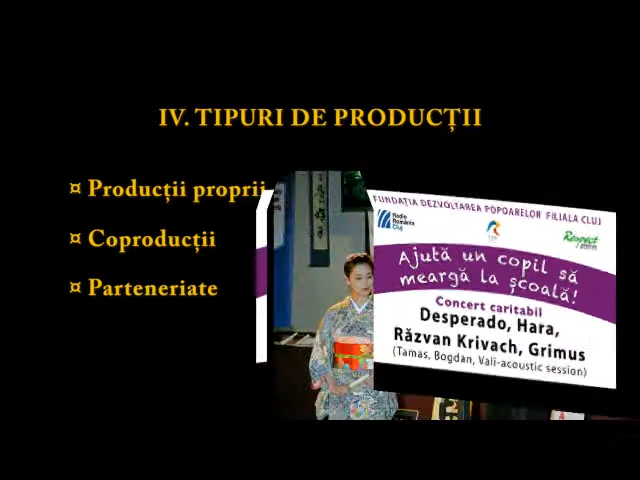 IV. TIPURI DE PRODUCȚII
¤ Producții proprii
¤ Coproducții
¤ Parteneriate
FUNDAȚIA DEZVOLTAREA POPOARELOR FILIALA CLUJ
Radio
România
Cluj
Respect
Ajută un copil să
meargă la școală!
Concert caritabil
Desperado, Hara,
Răzvan Krivach, Grimus
(Tamas, Bogdan, Vali-acoustic session)